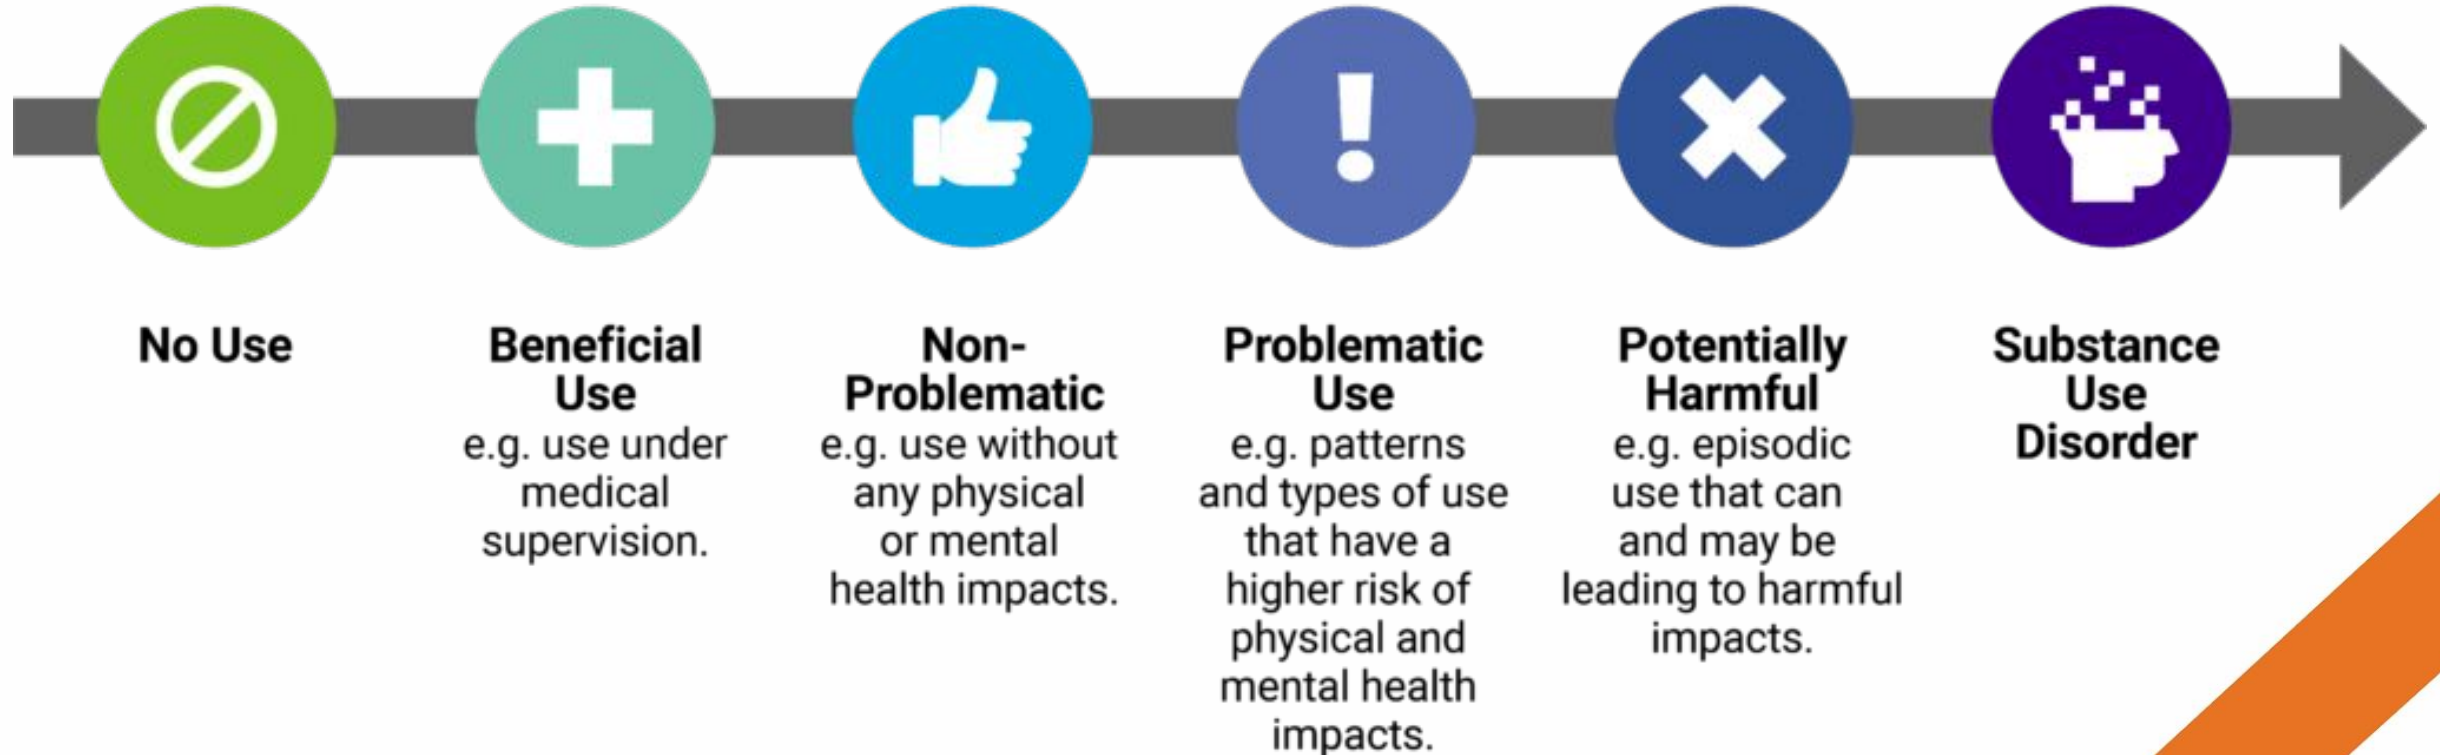 No Use
Beneficial
Use
e.g. use under
medical
supervision.
Non-
Problematic
e.g. use without
any physical
or mental
health impacts.
Problematic
Use
e.g. patterns
and types of use
that have a
higher risk of
physical and
mental health
impacts.
Potentially
Harmful
e.g. episodic
use that can
and may be
leading to harmful
impacts.
Substance
Use
Disorder